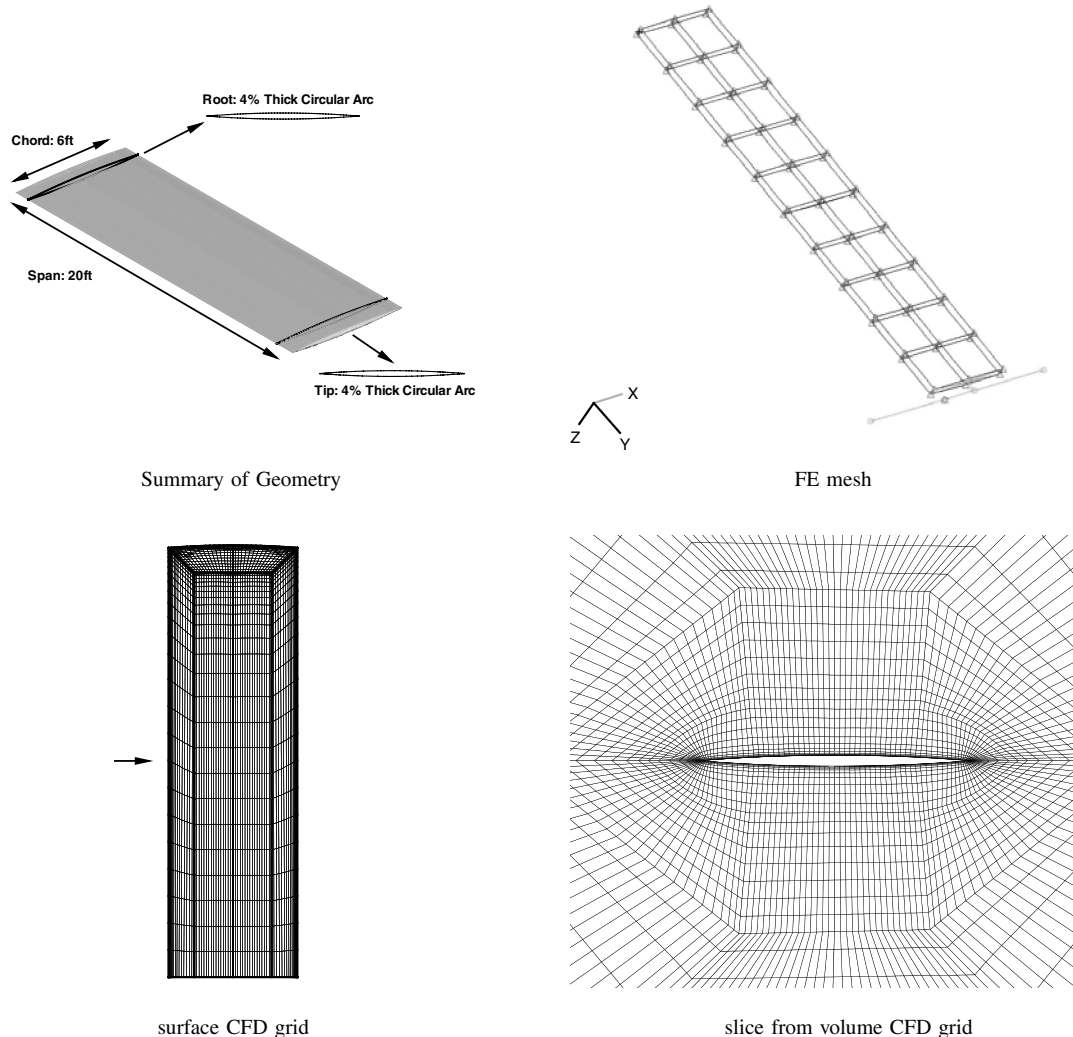 Root: 4% Thick Circular Arc
Chord: 6ft
Span: 20ft
Tip: 4% Thick Circular Arc
X
Z
Y
Summary of Geometry
FE mesh
surface CFD grid
slice from volume CFD grid